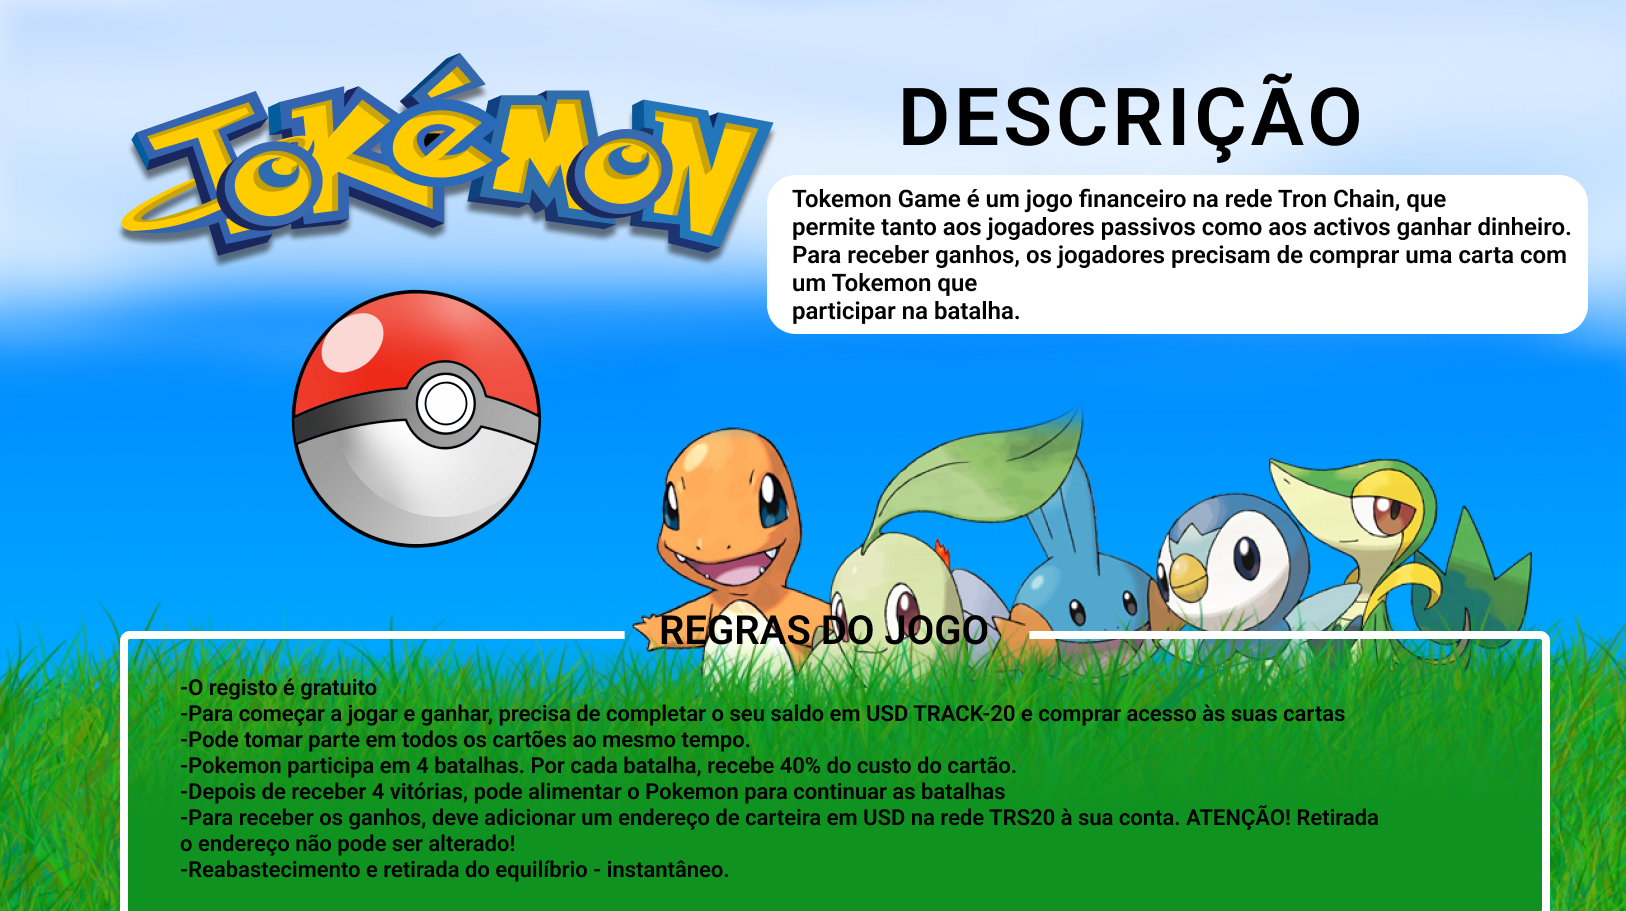 TOKÉMON
DESCRIÇÃO
Tokemon Game é um jogo financeiro na rede Tron Chain, que
permite tanto aos jogadores passivos como aos activos ganhar dinheiro.
Para receber ganhos, os jogadores precisam de comprar uma carta com
um Tokemon que
participar na batalha.
REGRAS DO JOGO
-O registo é gratuito
-Para começar a jogar e ganhar, precisa de completar o seu saldo em USD TRACK-20 e comprar acesso às suas cartas
-Pode tomar parte em todos os cartões ao mesmo tempo.
-Pokemon participa em 4 batalhas. Por cada batalha, recebe 40% do custo do cartão.
-Depois de receber 4 vitórias, pode alimentar o Pokemon para continuar as batalhas
-Para receber os ganhos, deve adicionar um endereço de carteira em USD na rede TRS20 à sua conta. ATENÇÃO! Retirada
o endereço não pode ser alterado!
-Reabastecimento e retirada do equilíbrio - instantâneo.